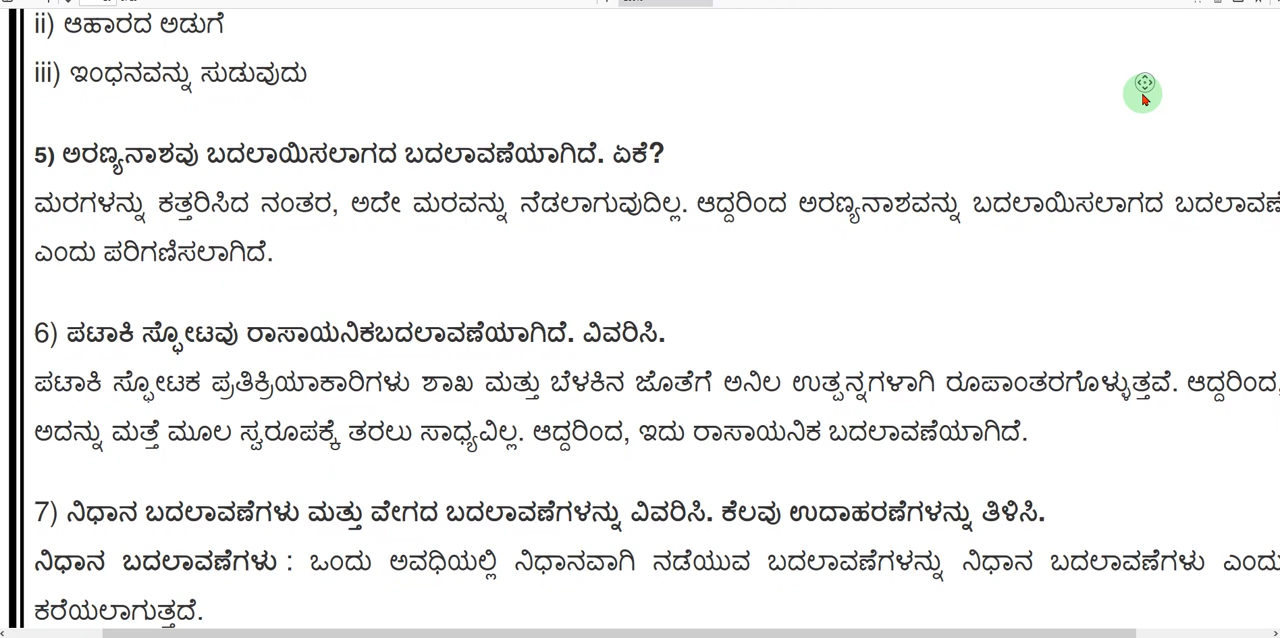 ii) ಆಹಾರದ ಅಡುಗೆ
iii) ಇಂಧನವನ್ನು ಸುಡುವುದು
5) ಅರಣ್ಯನಾಶವು ಬದಲಾಯಿಸಲಾಗದ ಬದಲಾವಣೆಯಾಗಿದೆ. ಏಕೆ?
ಮರಗಳನ್ನು ಕತ್ತರಿಸಿದ ನಂತರ, ಅದೇ ಮರವನ್ನು ನೆಡಲಾಗುವುದಿಲ್ಲ. ಆದ್ದರಿಂದ ಅರಣ್ಯನಾಶವನ್ನು ಬದಲಾಯಿಸಲಾಗದ ಬದಲಾವಣೆ
ಎಂದು ಪರಿಗಣಿಸಲಾಗಿದೆ.
6) ಪಟಾಕಿ ಸ್ಫೋಟವು ರಾಸಾಯನಿಕಬದಲಾವಣೆಯಾಗಿದೆ. ವಿವರಿಸಿ.
ಪಟಾಕಿ ಸ್ಫೋಟಕ ಪ್ರತಿಕ್ರಿಯಾಕಾರಿಗಳು ಶಾಖ ಮತ್ತು ಬೆಳಕಿನ ಜೊತೆಗೆ ಅನಿಲ ಉತ್ಪನ್ನಗಳಾಗಿ ರೂಪಾಂತರಗೊಳ್ಳುತ್ತವೆ. ಆದ್ದರಿಂದ,
ಅದನ್ನು ಮತ್ತೆ ಮೂಲ ಸ್ವರೂಪಕ್ಕೆ ತರಲು ಸಾಧ್ಯವಿಲ್ಲ. ಆದ್ದರಿಂದ, ಇದು ರಾಸಾಯನಿಕ ಬದಲಾವಣೆಯಾಗಿದೆ.
7) ನಿಧಾನ ಬದಲಾವಣೆಗಳು ಮತ್ತು ವೇಗದ ಬದಲಾವಣೆಗಳನ್ನು ವಿವರಿಸಿ. ಕೆಲವು ಉದಾಹರಣೆಗಳನ್ನು ತಿಳಿಸಿ.
ನಿಧಾನ ಬದಲಾವಣೆಗಳು : ಒಂದು ಅವಧಿಯಲ್ಲಿ ನಿಧಾನವಾಗಿ ನಡೆಯುವ ಬದಲಾವಣೆಗಳನ್ನು ನಿಧಾನ ಬದಲಾವಣೆಗಳು ಎಂದು
ಕರೆಯಲಾಗುತ್ತದೆ.